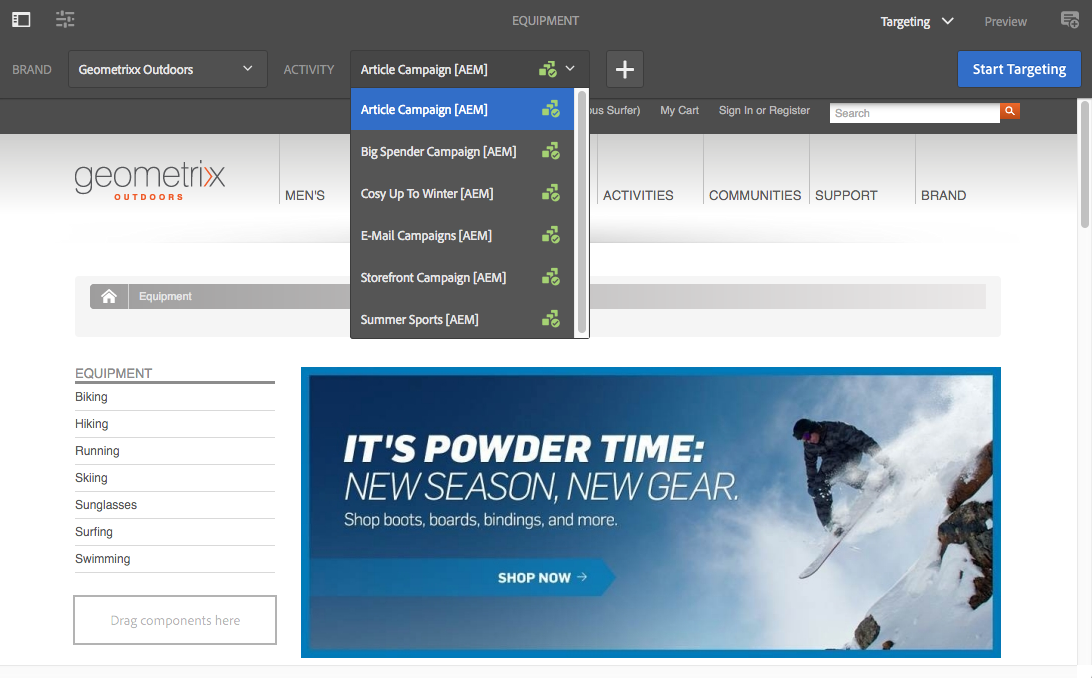 EQUIPMENT
Targeting
Preview
BRAND
Geometrixx Outdoors
ACTIVITY
Article Campaign [AEM]
Start Targeting
Article Campaign [AEM]
Big Spender Campaign [AEM]
Cosy Up To Winter [AEM]
E-Mail Campaigns [AEM]
Storefront Campaign [AEM]
Summer Sports [AEM]
Surfer)
My Cart
Sign In or Register
Search
geometrixx
OUTDOORS
MEN'S
ACTIVITIES
COMMUNITIES
SUPPORT
BRAND
Equipment
EQUIPMENT
Biking
Hiking
Running
Skiing
Sunglasses
Surfing
Swimming
Drag components here
IT'S POWDER TIME:
NEW SEASON, NEW GEAR.
Shop boots, boards, bindings, and more.
SHOP NOW →